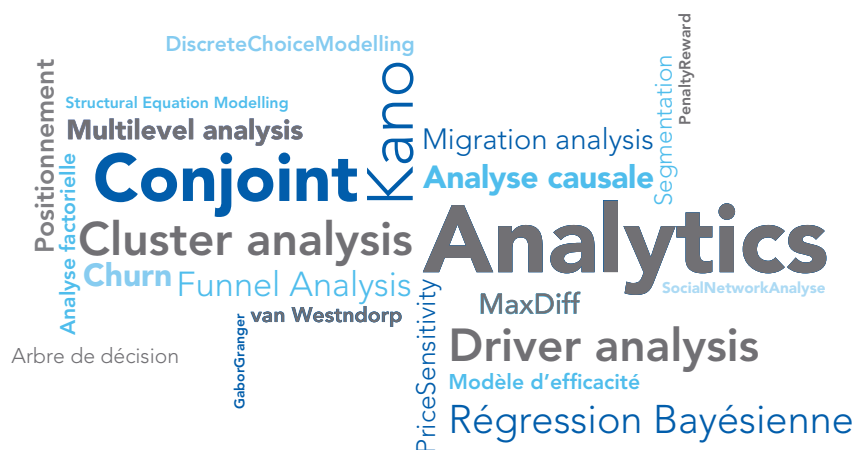 DiscreteChoiceModelling
PenaltyReward
Positionnement
Kano
Segmentation
Structural Equation Modelling
Multilevel analysis
Migration analysis
Conjoint
Analyse factorielle
Analyse causale
Analytics
Cluster analysis
Churn
Funnel Analysis
SocialNetworkAnalyse
PriceSensitivity
MaxDiff
van Westndorp
GaborGranger
Driver analysis
Arbre de décision
Modèle d’efficacité
Régression Bayésienne